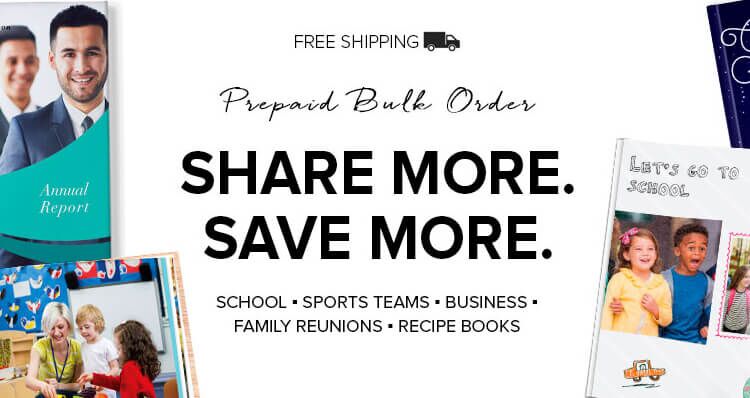 FREE SHIPPING
Prepaid Bulk Order
SHARE MORE.
SAVE MORE.
SCHOOL ▪ SPORTS TEAMS ▪ BUSINESS ▪
FAMILY REUNIONS ▪ RECIPE BOOKS
Annual
Report
LET'S GO TO
SCHOOL